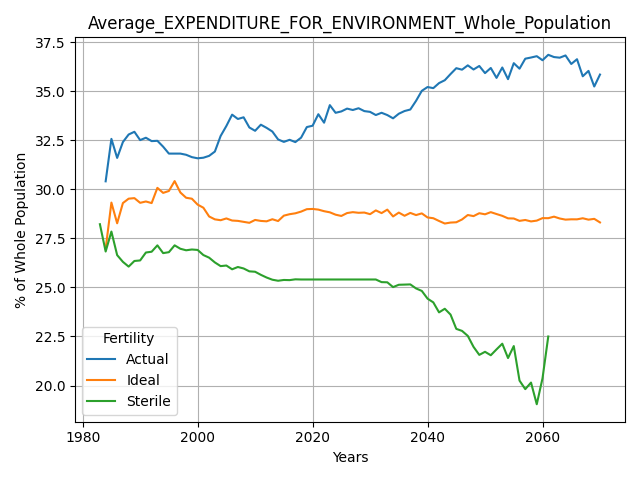 Average_EXPENDITURE_FOR_ENVIRONMENT_Whole_Population
% of Whole Population
37.5
35.0
32.5
30.0
27.5
25.0
22.5
20.0
Fertility
Actual
Ideal
Sterile
1980
2000
2020
2040
2060
Years